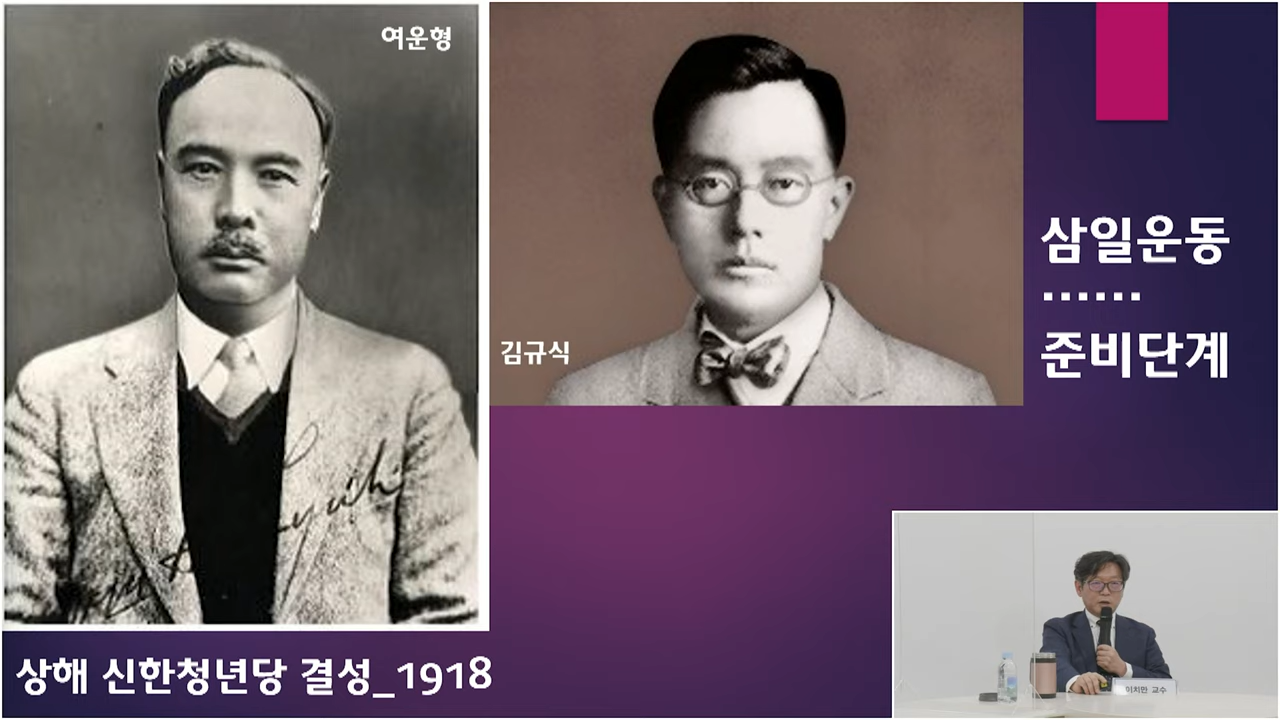 여운형
김규식
삼일운동
······
준비단계
상해 신한청년당 결성_1918
이치만 교수